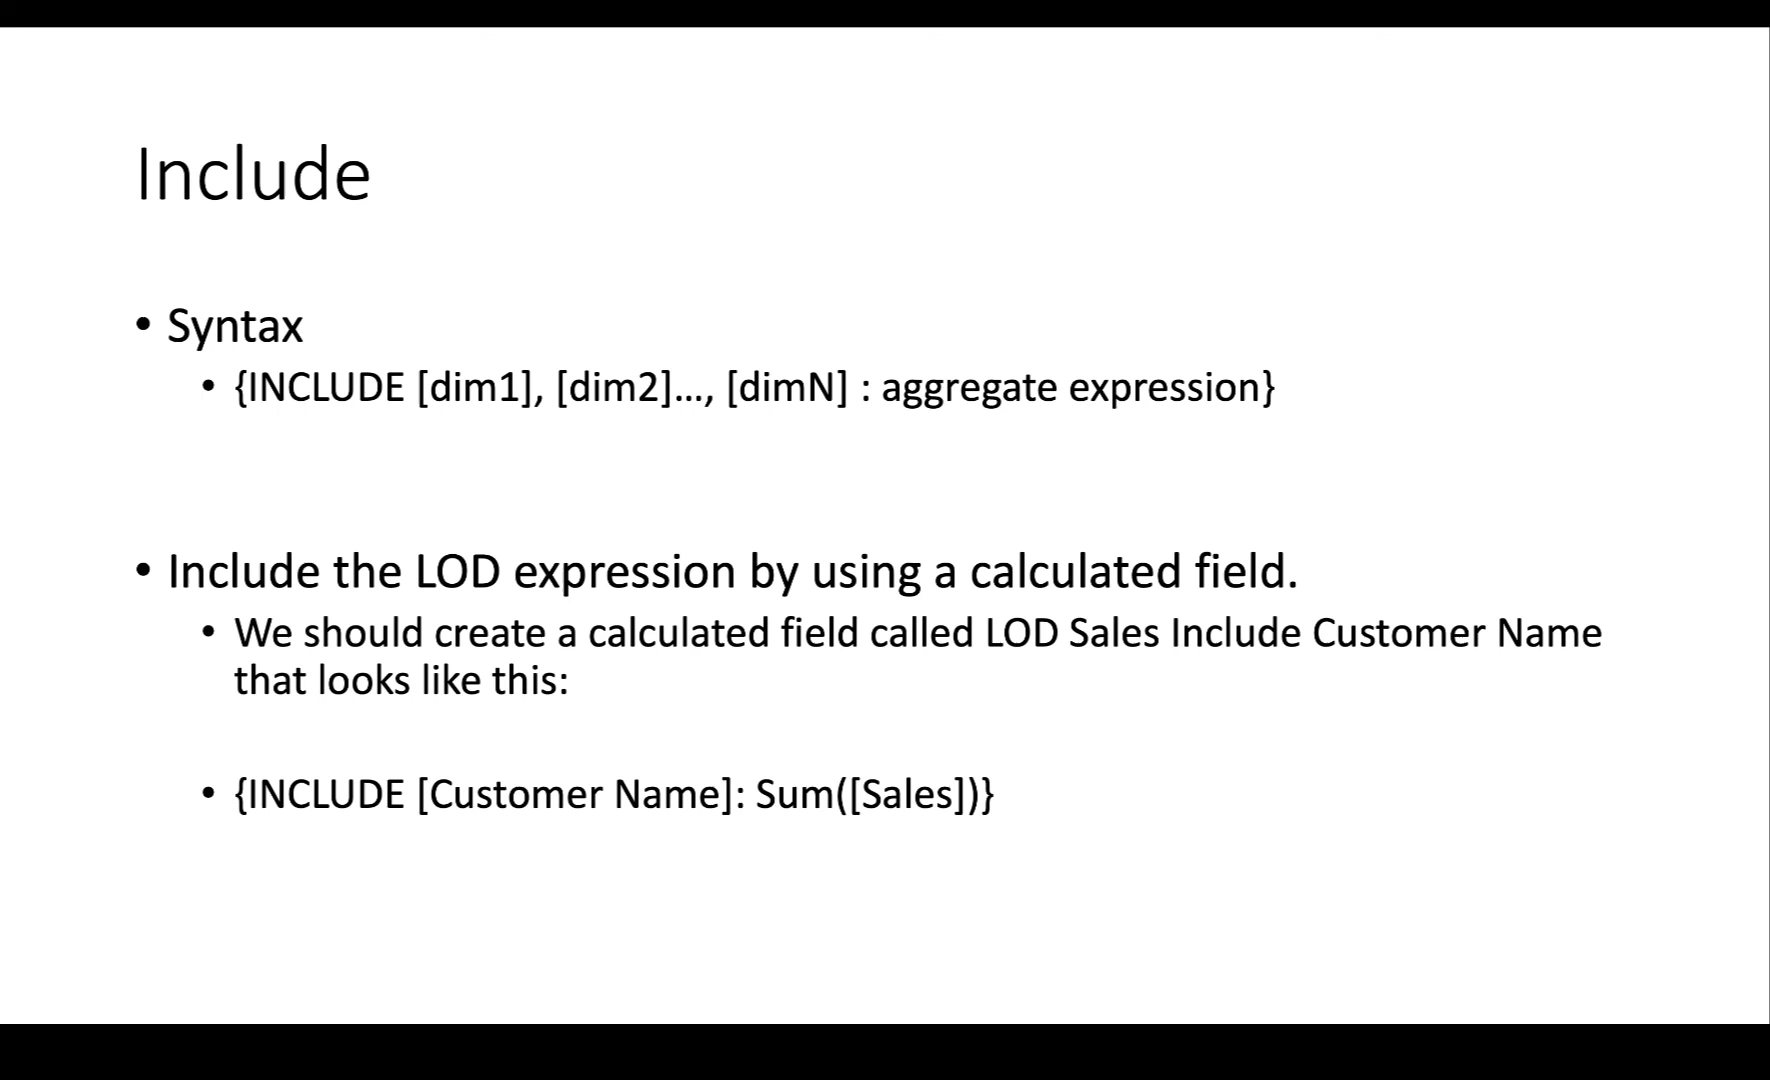 Include
• Syntax
• {INCLUDE [dim1], [dim2]..., [dimN] : aggregate expression}
• Include the LOD expression by using a calculated field.
• We should create a calculated field called LOD Sales Include Customer Name
that looks like this:
• {INCLUDE [Customer Name]: Sum([Sales])}